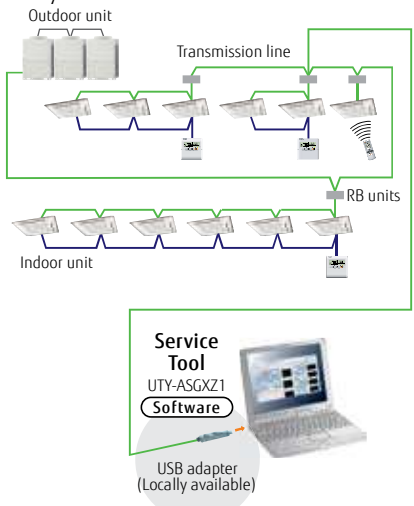 Outdoor unit
Transmission line
RB units
Indoor unit
Service
Tool
UTY-ASGXZ1
Software
USB adapter
(Locally available)